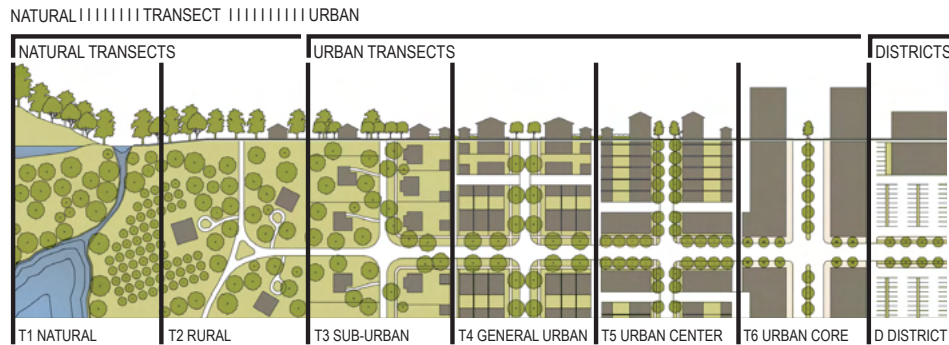 NATURAL I I I I I I I I TRANSECT I I I I I I I I I I URBAN
NATURAL TRANSECTS
URBAN TRANSECTS
DISTRICTS
T1 NATURAL
T2 RURAL
T3 SUB-URBAN
T4 GENERAL URBAN
T5 URBAN CENTER
T6 URBAN CORE
D DISTRICT